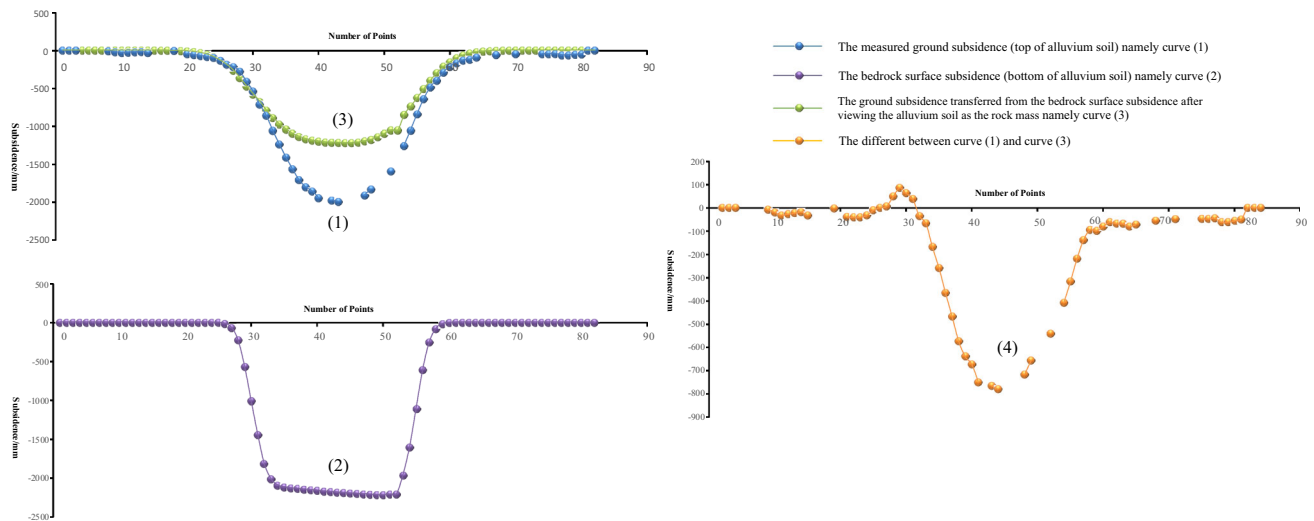 500
Number of Points
0
0 10 20 30 40 50 60 70 80 90
-500
(3)
-1000
-1500
-2000
(1)
-2500
Subsidence/mm
500
Number of Points
0
0 10 20 30 40 50 60 70 80 90
-500
-1000
-1500
(2)
-2000
-2500
Subsidence/mm
The measured ground subsidence (top of alluvium soil) namely curve (1)
The bedrock surface subsidence (bottom of alluvium soil) namely curve (2)
The ground subsidence transferred from the bedrock surface subsidence after
viewing the alluvium soil as the rock mass namely curve (3)
The different between curve (1) and curve (3)
200
Number of Points
100
0
0 10 20 30 40 50 60 70 80 90
-100
-200
-300
-400
-500
(4)
-600
-700
-800
-900
Subsidence/mm